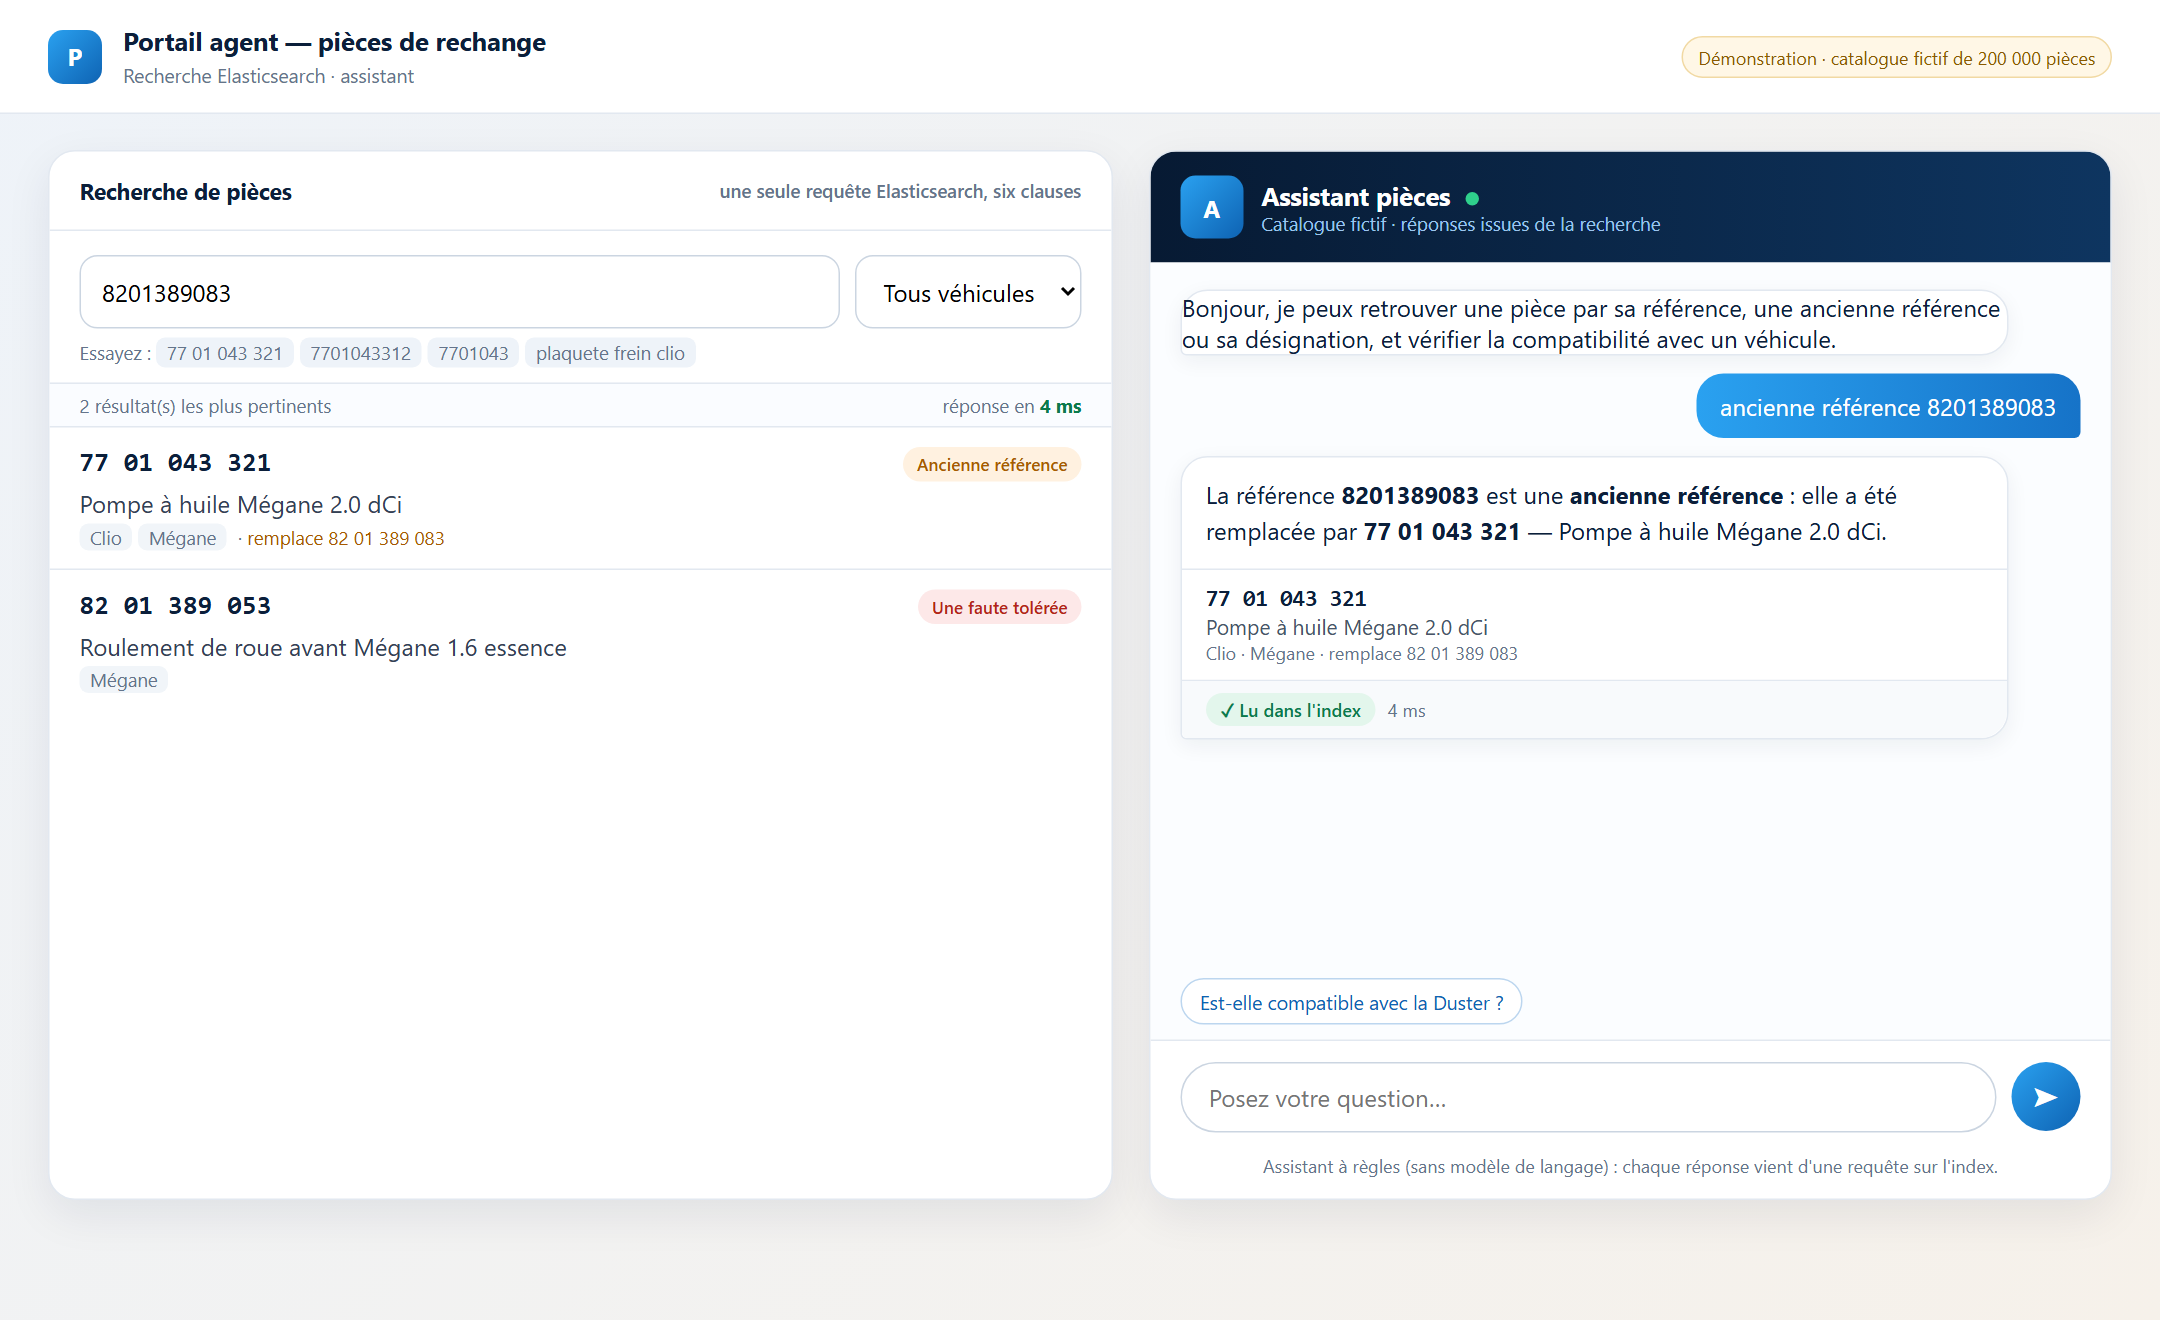 P
Portail agent — pièces de rechange
Recherche Elasticsearch · assistant
Démonstration · catalogue fictif de 200 000 pièces
Recherche de pièces
une seule requête Elasticsearch, six clauses
8201389083
Tous véhicules
Essayez : 77 01 043 321 7701043312 7701043 plaquete frein clio
2 résultat(s) les plus pertinents
réponse en 4 ms
77 01 043 321
Ancienne référence
Pompe à huile Mégane 2.0 dCi
Clio Mégane · remplace 82 01 389 083
82 01 389 053
Une faute tolérée
Roulement de roue avant Mégane 1.6 essence
Mégane
A
Assistant pièces
Catalogue fictif · réponses issues de la recherche
Bonjour, je peux retrouver une pièce par sa référence, une ancienne référence
ou sa désignation, et vérifier la compatibilité avec un véhicule.
ancienne référence 8201389083
La référence 8201389083 est une ancienne référence : elle a été
remplacée par 77 01 043 321 — Pompe à huile Mégane 2.0 dCi.
77 01 043 321
Pompe à huile Mégane 2.0 dCi
Clio · Mégane · remplace 82 01 389 083
✓ Lu dans l'index 4 ms
Est-elle compatible avec la Duster ?
Posez votre question...
Assistant à règles (sans modèle de langage) : chaque réponse vient d'une requête sur l'index.